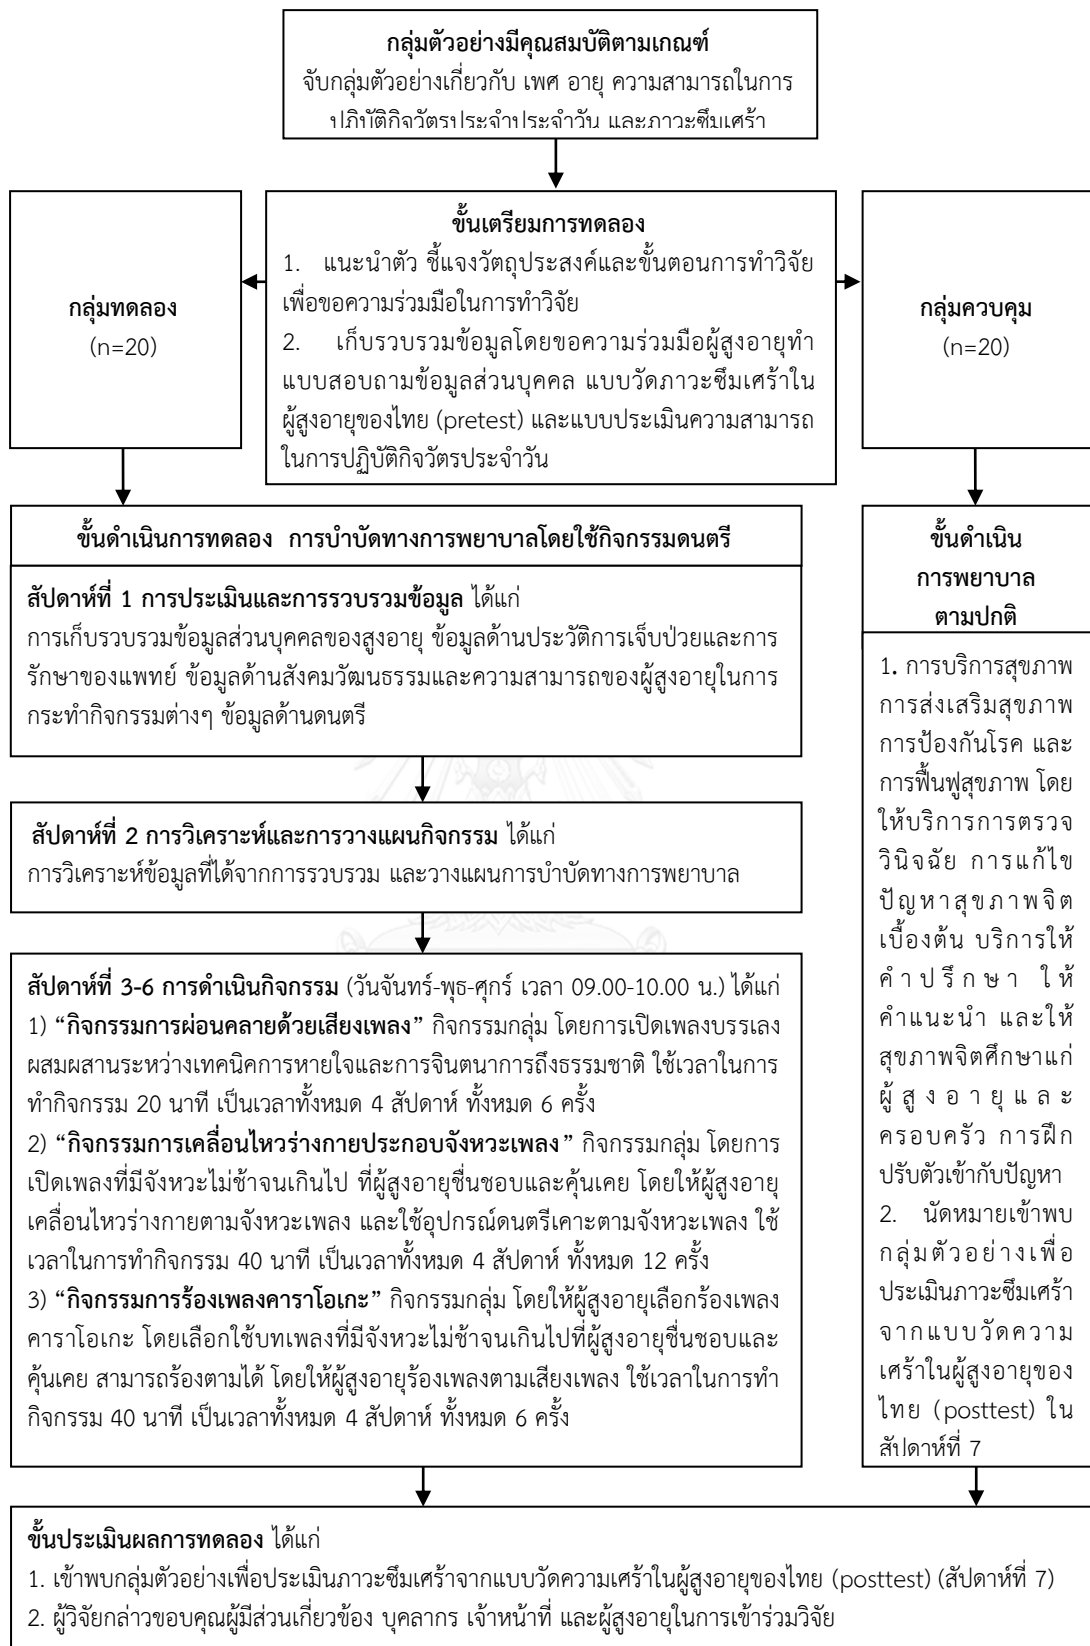 กลุ่มตัวอย่างมีคุณสมบัติตามเกณฑ์
จับกลุ่มตัวอย่างเกี่ยวกับ เพศ อายุ ความสามารถในการ
ปฏิบัติกิจวัตรประจำประจำวัน และภาวะซึมเศร้า
กลุ่มทดลอง
(n=20)
ขั้นเตรียมการทดลอง
1. แนะนำตัว ชี้แจงวัตถุประสงค์และขั้นตอนการทำวิจัย
เพื่อขอความร่วมมือในการทำวิจัย
2. เก็บรวบรวมข้อมูลโดยขอความร่วมมือผู้สูงอายุทำ
แบบสอบถามข้อมูลส่วนบุคคล แบบวัดภาวะซึมเศร้าใน
ผู้สูงอายุของไทย (pretest) และแบบประเมินความสามารถ
ในการปฏิบัติกิจวัตรประจำวัน
กลุ่มควบคุม
(n=20)
ขั้นดำเนินการทดลอง การบำบัดทางการพยาบาลโดยใช้กิจกรรมดนตรี
สัปดาห์ที่ 1 การประเมินและการรวบรวมข้อมูล ได้แก่
การเก็บรวบรวมข้อมูลส่วนบุคคลของสูงอายุ ข้อมูลด้านประวัติการเจ็บป่วยและการ
รักษาของแพทย์ ข้อมูลด้านสังคมวัฒนธรรมและความสามารถของผู้สูงอายุในการ
กระทำกิจกรรมต่างๆ ข้อมูลด้านดนตรี
สัปดาห์ที่ 2 การวิเคราะห์และการวางแผนกิจกรรม ได้แก่
การวิเคราะห์ข้อมูลที่ได้จากการรวบรวม และวางแผนการบำบัดทางการพยาบาล
สัปดาห์ที่ 3-6 การดำเนินกิจกรรม (วันจันทร์-พุธ-ศุกร์ เวลา 09.00-10.00 น.) ได้แก่
1) “กิจกรรมการผ่อนคลายด้วยเสียงเพลง” กิจกรรมกลุ่ม โดยการเปิดเพลงบรรเลง
ผสมผสานระหว่างเทคนิคการหายใจและการจินตนาการถึงธรรมชาติ ใช้เวลาในการ
ทำกิจกรรม 20 นาที เป็นเวลาทั้งหมด 4 สัปดาห์ ทั้งหมด 6 ครั้ง
2) “กิจกรรมการเคลื่อนไหวร่างกายประกอบจังหวะเพลง” กิจกรรมกลุ่ม โดยการ
เปิดเพลงที่มีจังหวะไม่ช้าจนเกินไป ที่ผู้สูงอายุชื่นชอบและคุ้นเคย โดยให้ผู้สูงอายุ
เคลื่อนไหวร่างกายตามจังหวะเพลง และใช้อุปกรณ์ดนตรีเคาะตามจังหวะเพลง ใช้
เวลาในการทำกิจกรรม 40 นาที เป็นเวลาทั้งหมด 4 สัปดาห์ ทั้งหมด 12 ครั้ง
3) “กิจกรรมการร้องเพลงคาราโอเกะ” กิจกรรมกลุ่ม โดยให้ผู้สูงอายุเลือกร้องเพลง
คาราโอเกะ โดยเลือกใช้บทเพลงที่มีจังหวะไม่ช้าจนเกินไปที่ผู้สูงอายุชื่นชอบและ
คุ้นเคย สามารถร้องตามได้ โดยให้ผู้สูงอายุร้องเพลงตามเสียงเพลง ใช้เวลาในการทำ
กิจกรรม 40 นาที เป็นเวลาทั้งหมด 4 สัปดาห์ ทั้งหมด 6 ครั้ง
ขั้นดำเนิน
การพยาบาล
ตามปกติ
1. การบริการสุขภาพ
การส่งเสริมสุขภาพ
การป้องกันโรค และ
การฟื้นฟูสุขภาพ โดย
ให้บริการการตรวจ
วินิจฉัย การแก้ไข
ปัญหาสุขภาพจิต
เบื้องต้น บริการให้
คำปรึกษา ให้
คำแนะนำ และให้
สุขภาพจิตศึกษาแก่
ผู้สูงอายุและ
ครอบครัว การฝึก
ปรับตัวเข้ากับปัญหา
2. นัดหมายเข้าพบ
กลุ่มตัวอย่างเพื่อ
ประเมินภาวะซึมเศร้า
จากแบบวัดความ
เศร้าในผู้สูงอายุของ
ไทย (posttest) ใน
สัปดาห์ที่ 7
ขั้นประเมินผลการทดลอง ได้แก่
1. เข้าพบกลุ่มตัวอย่างเพื่อประเมินภาวะซึมเศร้าจากแบบวัดความเศร้าในผู้สูงอายุของไทย (posttest) (สัปดาห์ที่ 7)
2. ผู้วิจัยกล่าวขอบคุณผู้มีส่วนเกี่ยวข้อง บุคลากร เจ้าหน้าที่ และผู้สูงอายุในการเข้าร่วมวิจัย